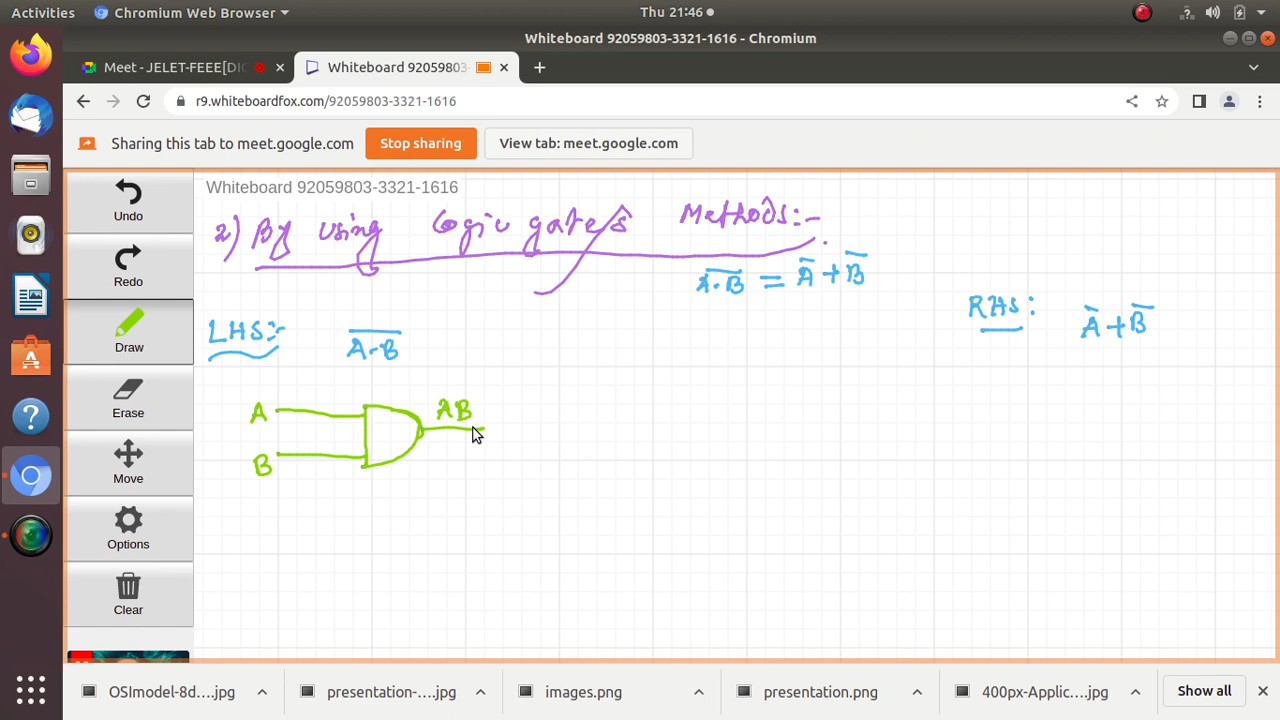 Activities Chromium Web Browser Thu 21:46
Whiteboard 92059803-3321-1616 - Chromium
Meet - JELET-FEEE[DIG Whiteboard 92059803-
r9.whiteboardfox.com/92059803-3321-1616
Sharing this tab to meet.google.com Stop sharing View tab: meet.google.com
Whiteboard 92059803-3321-1616
Undo
Redo
Draw
Erase
Move
Options
Clear
2) By using Logic gates Methods:-
A̅·̅B̅ = A̅ + B̅
LHS:- A̅·̅B̅
RHS: A̅ + B̅
A
B
AB
OSImodel-8d....jpg presentation-....jpg images.png presentation.png 400px-Applic....jpg Show all